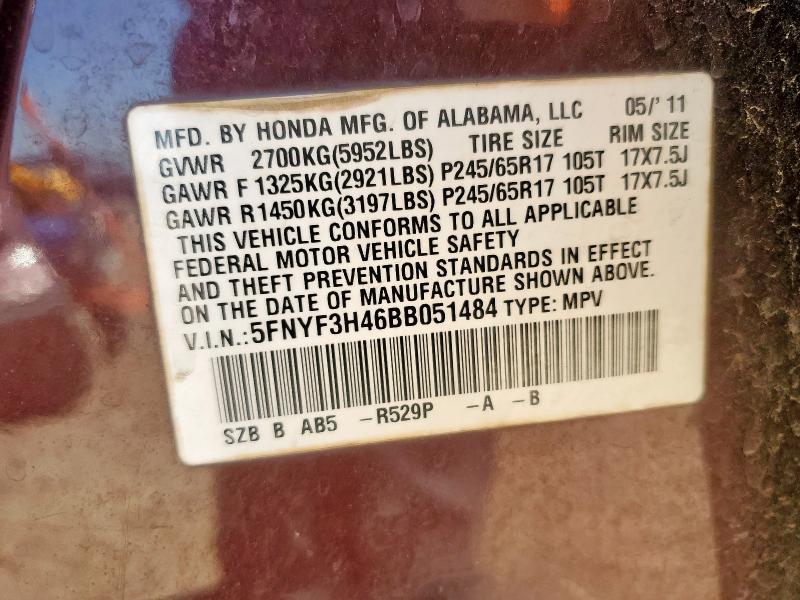 MFD. BY HONDA MFG. OF ALABAMA, LLC 05/'11
GVWR 2700KG(5952LBS) TIRE SIZE RIM SIZE
GAWR F 1325KG(2921LBS) P245/65R17 105T 17X7.5J
GAWR R1450KG(3197LBS) P245/65R17 105T 17X7.5J
THIS VEHICLE CONFORMS TO ALL APPLICABLE
FEDERAL MOTOR VEHICLE SAFETY
AND THEFT PREVENTION STANDARDS IN EFFECT
ON THE DATE OF MANUFACTURE SHOWN ABOVE.
V.I.N.:5FNYF3H46BB051484 TYPE: MPV
SZB B AB5 -R529P -A -B